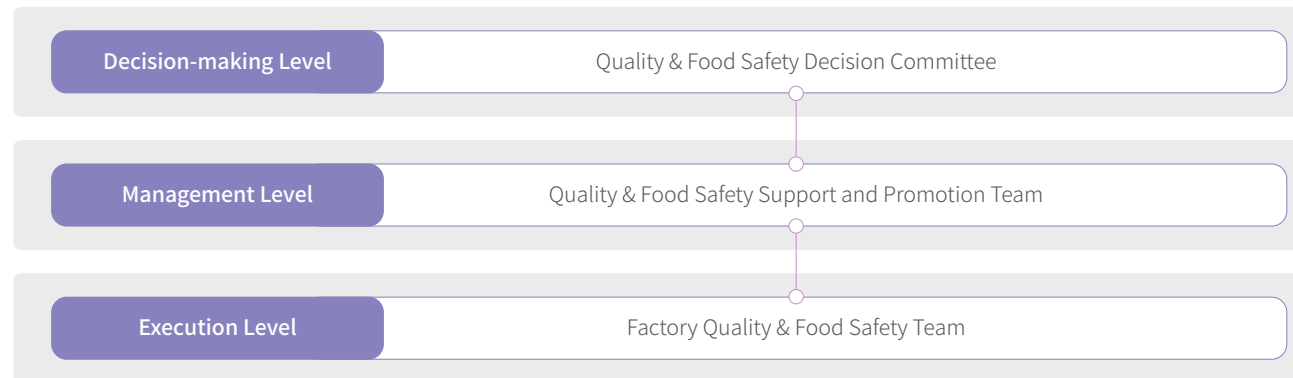 Decision-making Level
Quality & Food Safety Decision Committee
Management Level
Quality & Food Safety Support and Promotion Team
Execution Level
Factory Quality & Food Safety Team